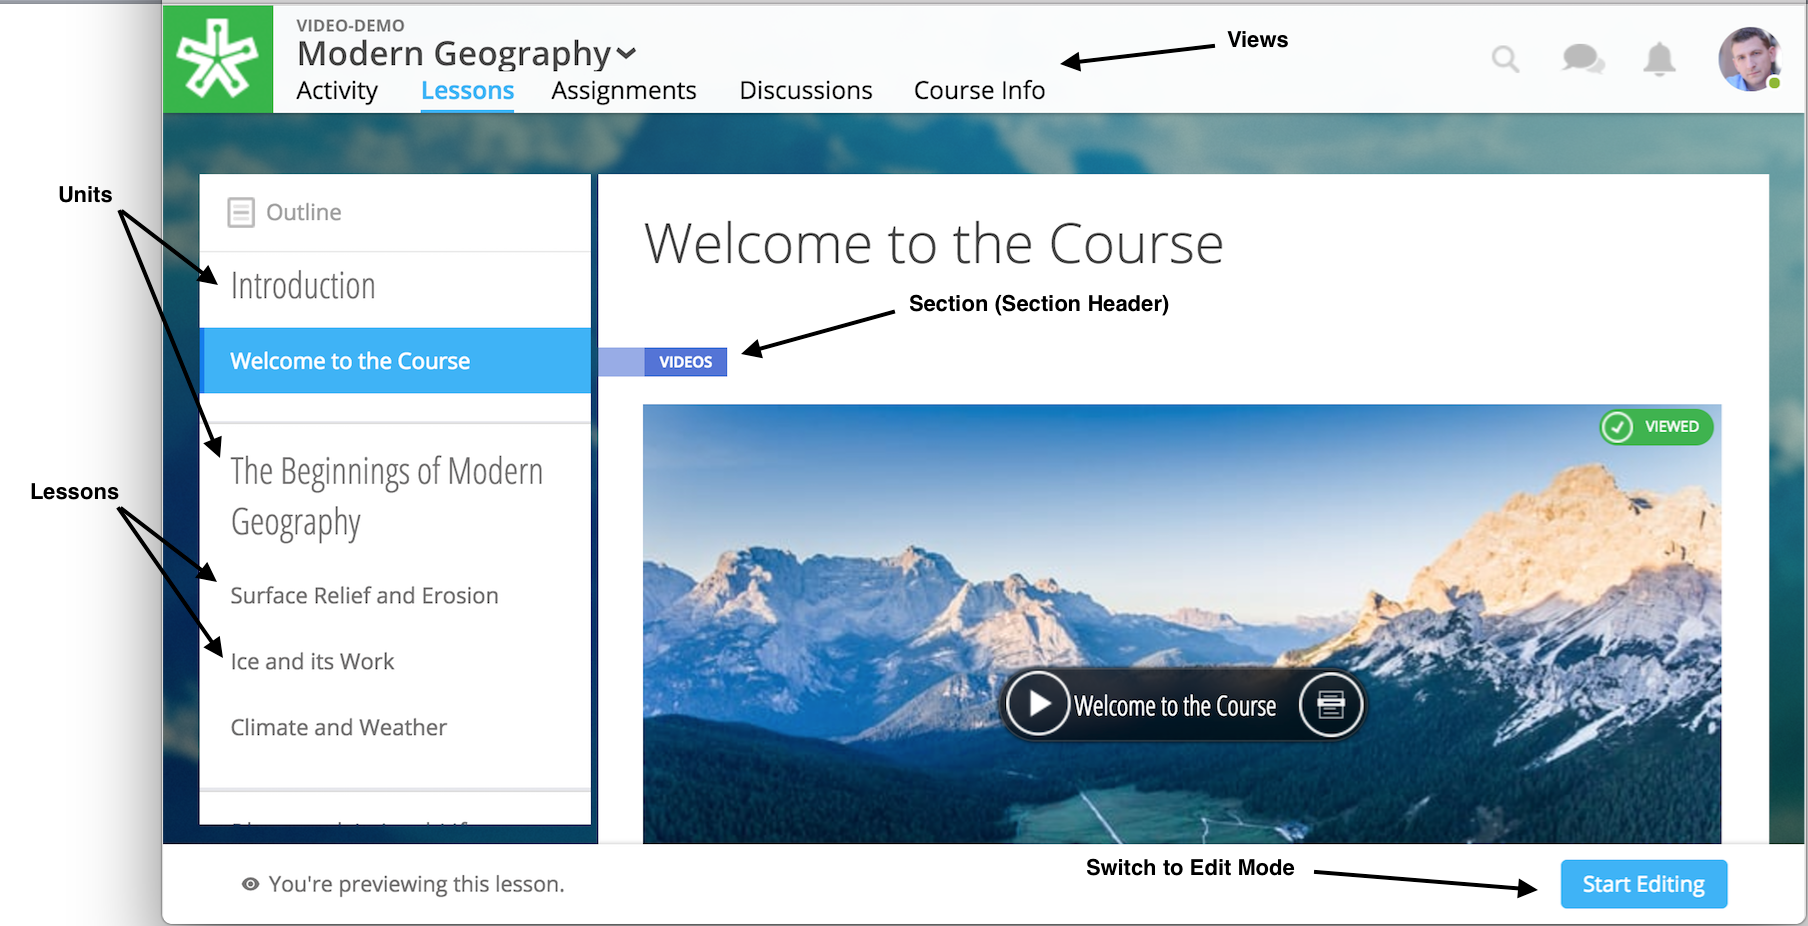 VIDEO-DEMO
Modern Geography
Activity Lessons Assignments Discussions Course Info
Views
Units
Outline
Introduction
Welcome to the Course
The Beginnings of Modern
Geography
Lessons
Surface Relief and Erosion
Ice and its Work
Climate and Weather
Welcome to the Course
Section (Section Header)
VIDEOS
VIEWED
Welcome to the Course
You're previewing this lesson.
Switch to Edit Mode
Start Editing